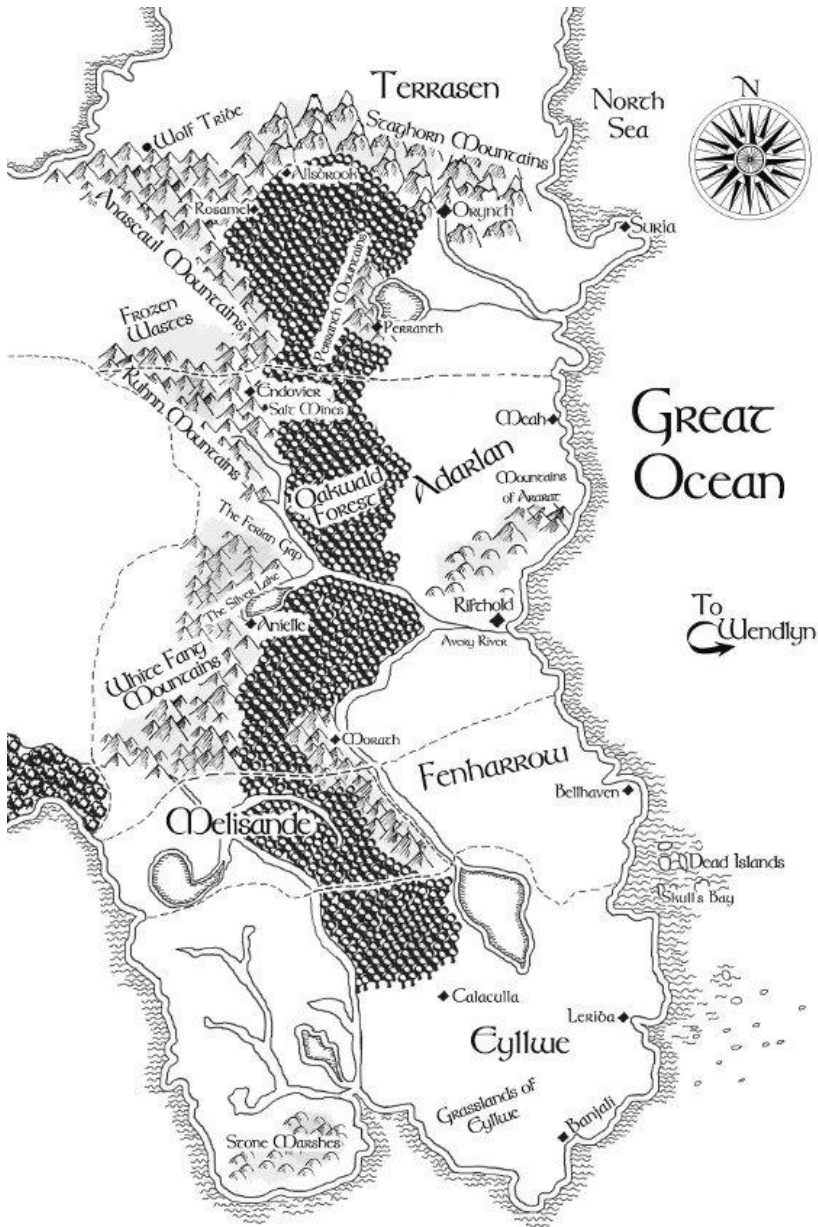 Terrasen
North
Sea
N
Wolf Tribe
Staghorn Mountains
Allsbrook
Rosamel
Orynth
Suria
Anascaul Mountains
Perranth Mountains
Frozen
Wastes
Perranth
Ruhnn Mountains
Endovier
Salt Mines
Meah
Great
Ocean
Adarlan
Oakwald
Forest
Mountains
of Ararat
The Ferian Gap
The Silver Lake
Anielle
Rifthold
Avery River
To
Wendlyn
White Fang
Mountains
Morath
Fenharrow
Bellhaven
Melisande
Dead Islands
Skull's Bay
Calaculla
Leriba
Eyllwe
Grasslands of
Eyllwe
Banjali
Stone Marshes